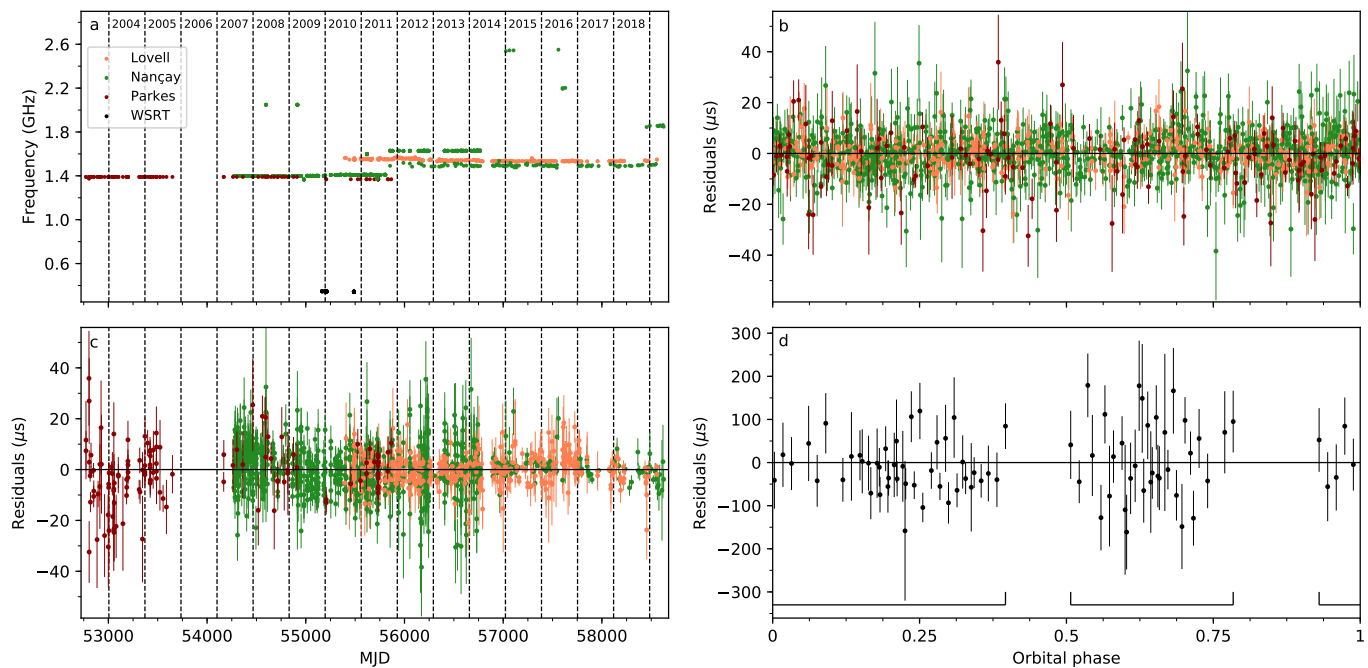 a
2004 2005 2006 2007 2008 2009 2010 2011 2012 2013 2014 2015 2016 2017 2018
2.6
2.2
1.8
1.4
1.0
0.6
Frequency (GHz)
Lovell
Nançay
Parkes
WSRT
b
40
20
0
−20
−40
Residuals (μs)
c
40
20
0
−20
−40
Residuals (μs)
53000 54000 55000 56000 57000 58000
MJD
d
300
200
100
0
−100
−200
−300
Residuals (μs)
0 0.25 0.5 0.75 1
Orbital phase